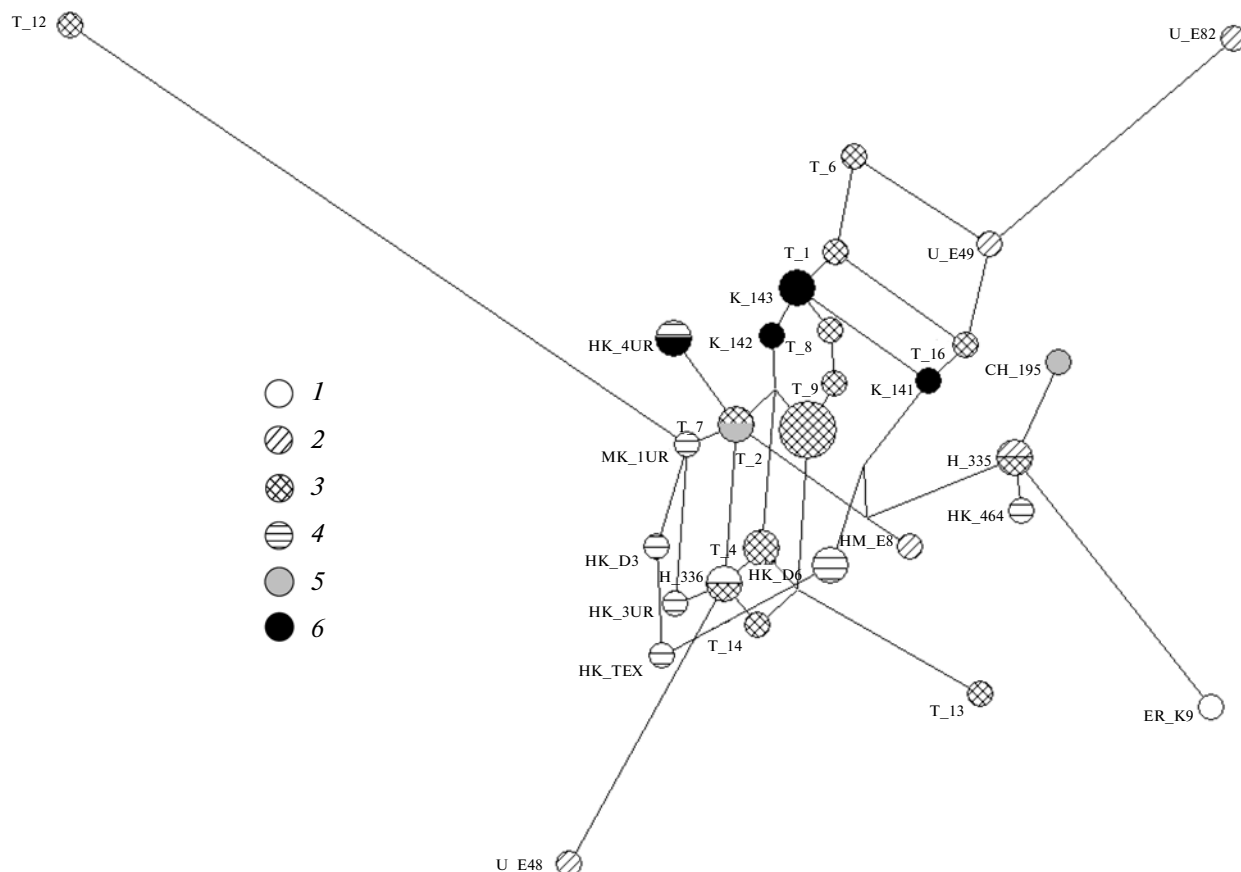 T_12
U_E82
T_6
T_1
U_E49
K_143
HK_4UR
K_142
T_8
T_16
CH_195
K_141
T_9
1
2
3
4
5
6
T_7
MK_1UR
T_2
H_335
HK_464
HK_D3
T_4
HM_E8
H_336
HK_D6
HK_3UR
T_14
HK_TEX
T_13
ER_K9
U_E48